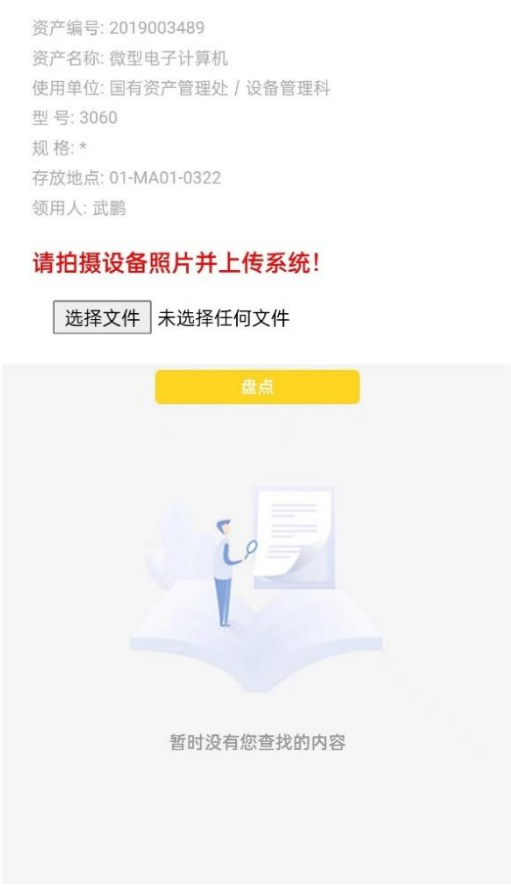 资产编号: 2019003489
资产名称: 微型电子计算机
使用单位: 国有资产管理处 / 设备管理科
型 号: 3060
规 格: *
存放地点: 01-MA01-0322
领用人: 武鹏
请拍摄设备照片并上传系统!
选择文件 未选择任何文件
盘点
暂时没有您查找的内容